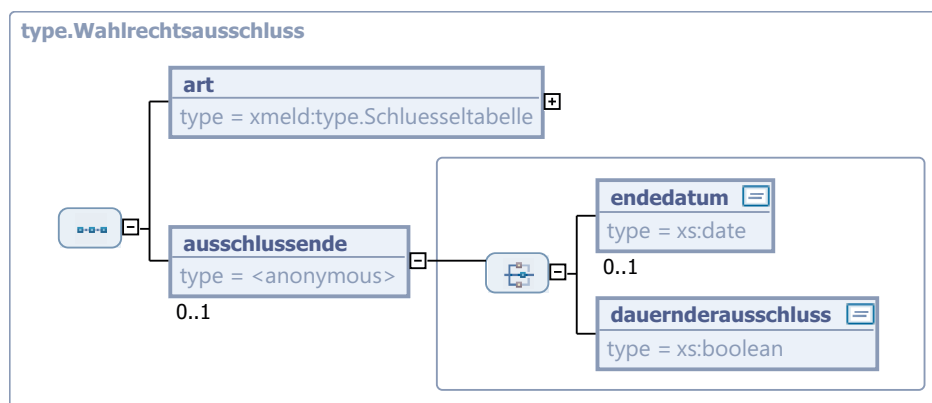 type.Wahlrechtsausschluss
art
type = xmeld:type.Schluesseltabelle
ausschlussende
type = <anonymous>
0..1
endedatum
type = xs:date
0..1
dauernderausschluss
type = xs:boolean